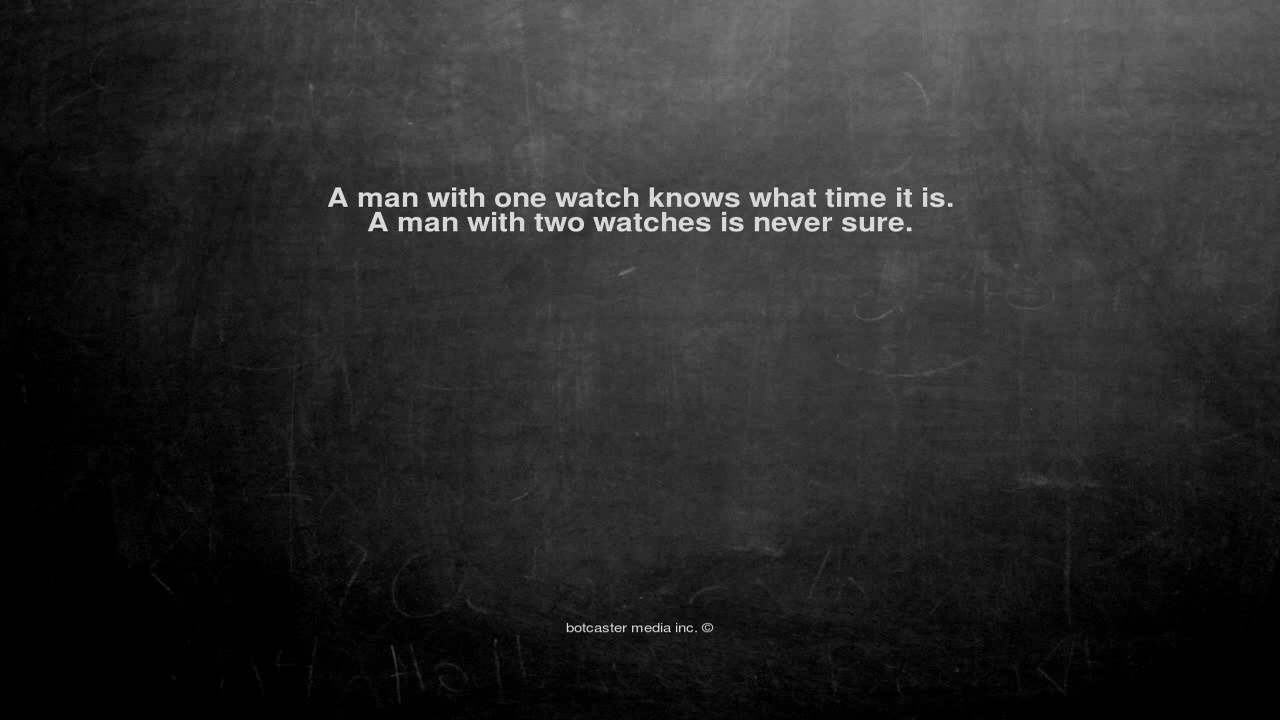 A man with one watch knows what time it is.
A man with two watches is never sure.
botcaster media inc. ©